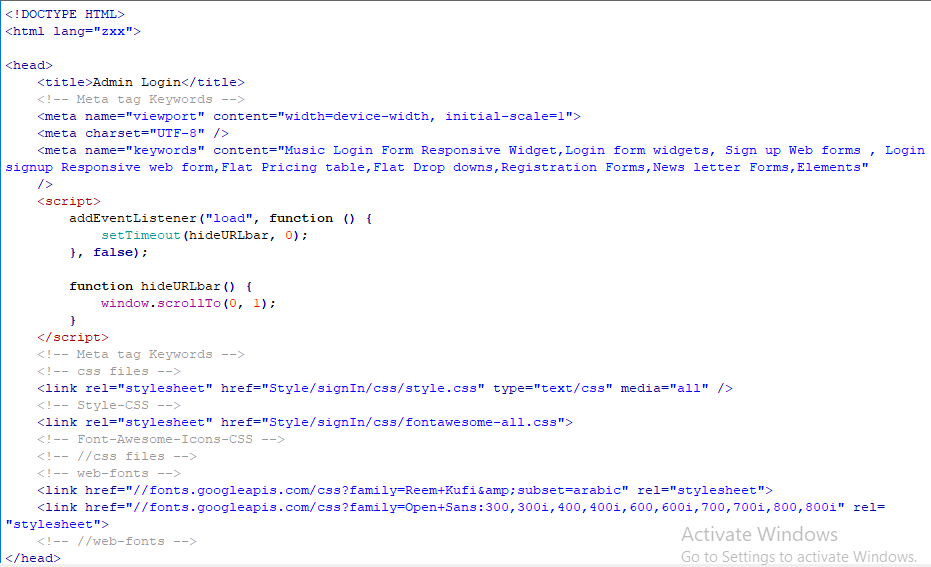 <!DOCTYPE HTML>
<html lang="zxx">

<head>
    <title>Admin Login</title>
    <!-- Meta tag Keywords -->
    <meta name="viewport" content="width=device-width, initial-scale=1">
    <meta charset="UTF-8" />
    <meta name="keywords" content="Music Login Form Responsive Widget,Login form widgets, Sign up Web forms , Login
signup Responsive web form,Flat Pricing table,Flat Drop downs,Registration Forms,News letter Forms,Elements"
    />
    <script>
        addEventListener("load", function () {
            setTimeout(hideURLbar, 0);
        }, false);

        function hideURLbar() {
            window.scrollTo(0, 1);
        }
    </script>
    <!-- Meta tag Keywords -->
    <!-- css files -->
    <link rel="stylesheet" href="Style/signIn/css/style.css" type="text/css" media="all" />
    <!-- Style-CSS -->
    <link rel="stylesheet" href="Style/signIn/css/fontawesome-all.css">
    <!-- Font-Awesome-Icons-CSS -->
    <!-- //css files -->
    <!-- web-fonts -->
    <link href="//fonts.googleapis.com/css?family=Reem+Kufi&amp;subset=arabic" rel="stylesheet">
    <link href="//fonts.googleapis.com/css?family=Open+Sans:300,300i,400,400i,600,600i,700,700i,800,800i" rel=
"stylesheet">
    <!-- //web-fonts -->
</head>
Activate Windows
Go to Settings to activate Windows.